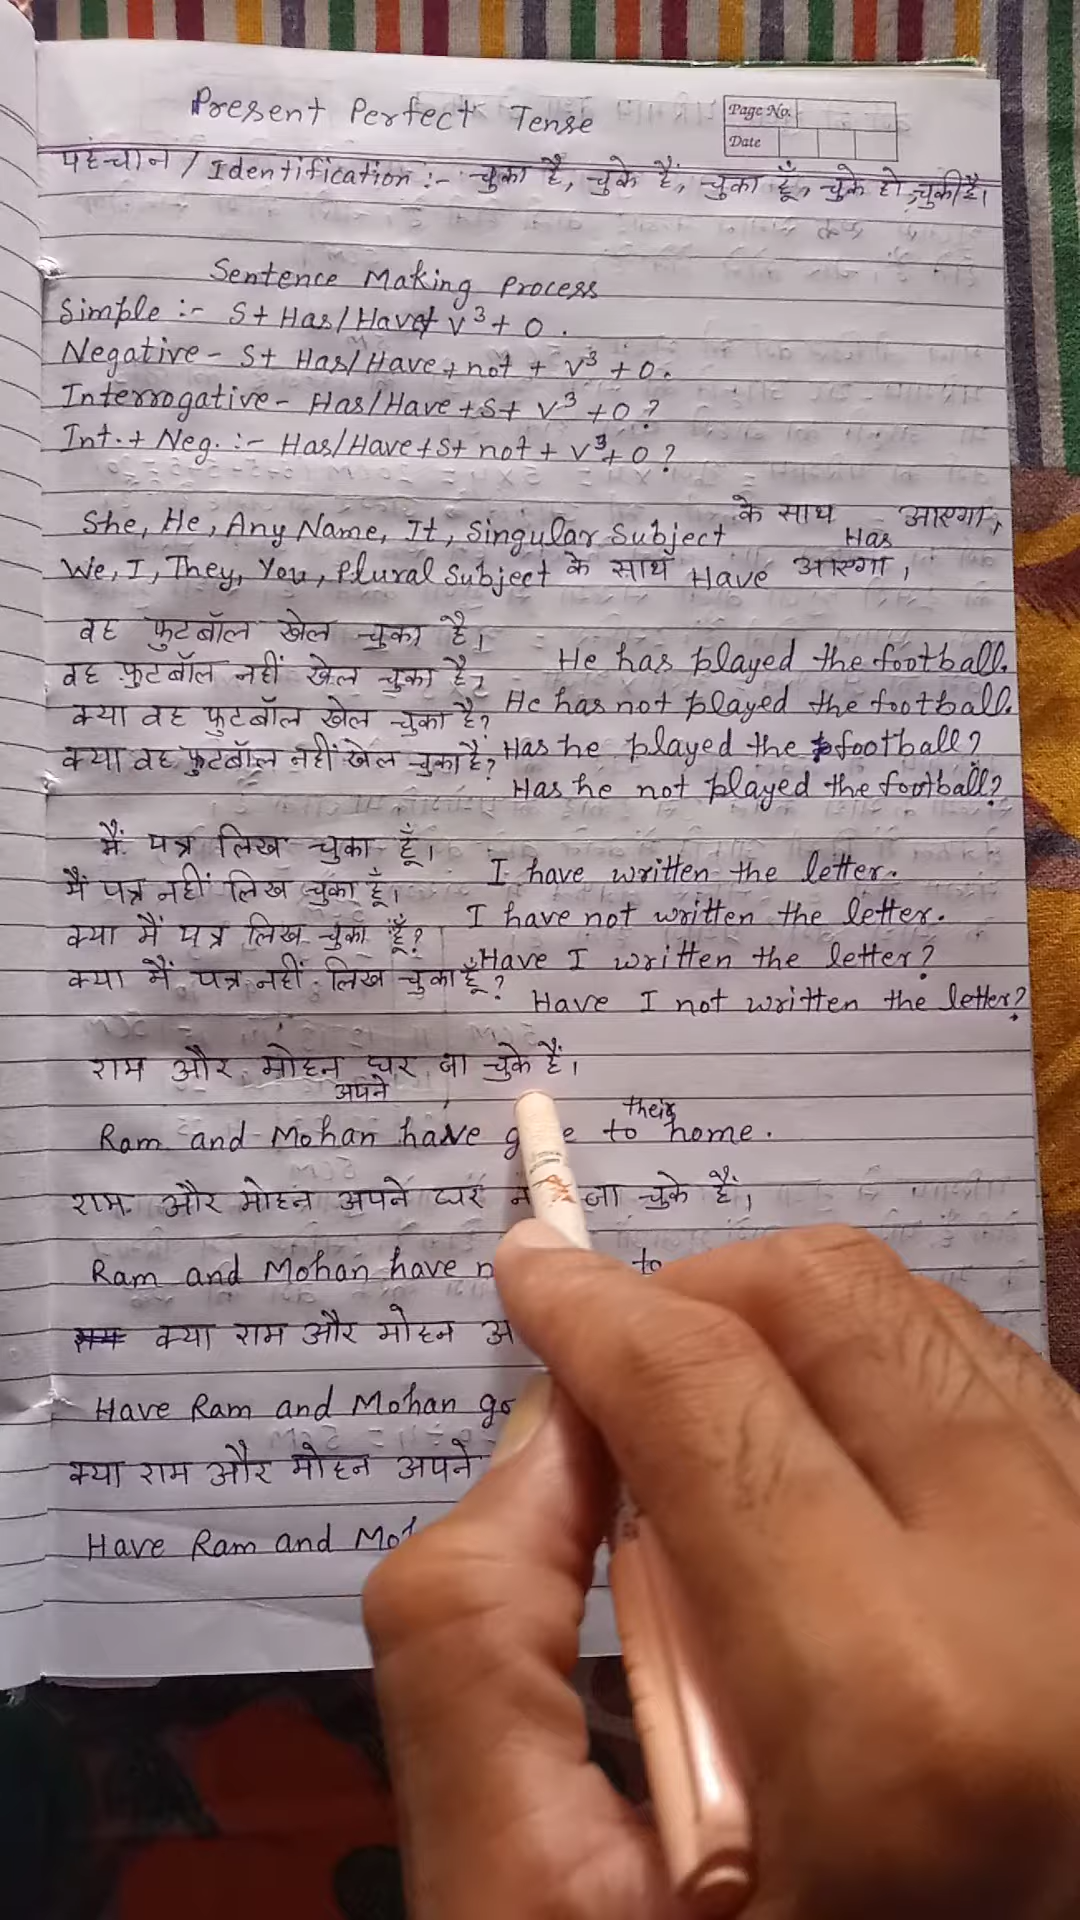 Present Perfect Tense
Page No.
Date
पहचान / Identification :- चुका है, चुके हैं, चुका हूँ, चुके हो, चुकी है।
Sentence Making Process
Simple :- S+ Has/Have+ V3 + O.
Negative - S+ Has/Have + not + V3 + O.
Interrogative - Has/Have + S + V3 + O?
Int. + Neg. :- Has/Have + S + not + V3 + O?
She, He, Any Name, It, Singular Subject के साथ Has आएगा,
We, I, They, You, Plural Subject के साथ Have आएगा,
वह फुटबॉल खेल चुका है।
He has played the football.
वह फुटबॉल नहीं खेल चुका है,
He has not played the football.
क्या वह फुटबॉल खेल चुका है?
Has he played the football?
क्या वह फुटबॉल नहीं खेल चुका है?
Has he not played the football?
मैं पत्र लिख चुका हूँ।
I have written the letter.
मैं पत्र नहीं लिख चुका हूँ।
I have not written the letter.
क्या मैं पत्र लिख चुका हूँ?
Have I written the letter?
क्या मैं पत्र नहीं लिख चुका हूँ?
Have I not written the letter?
राम और मोहन अपने घर जा चुके हैं।
Ram and Mohan have to their home.
राम और मोहन अपने घर जा चुके हैं,
Ram and Mohan have to
क्या राम और मोहन
Have Ram and Mohan
क्या राम और मोहन अपने
Have Ram and